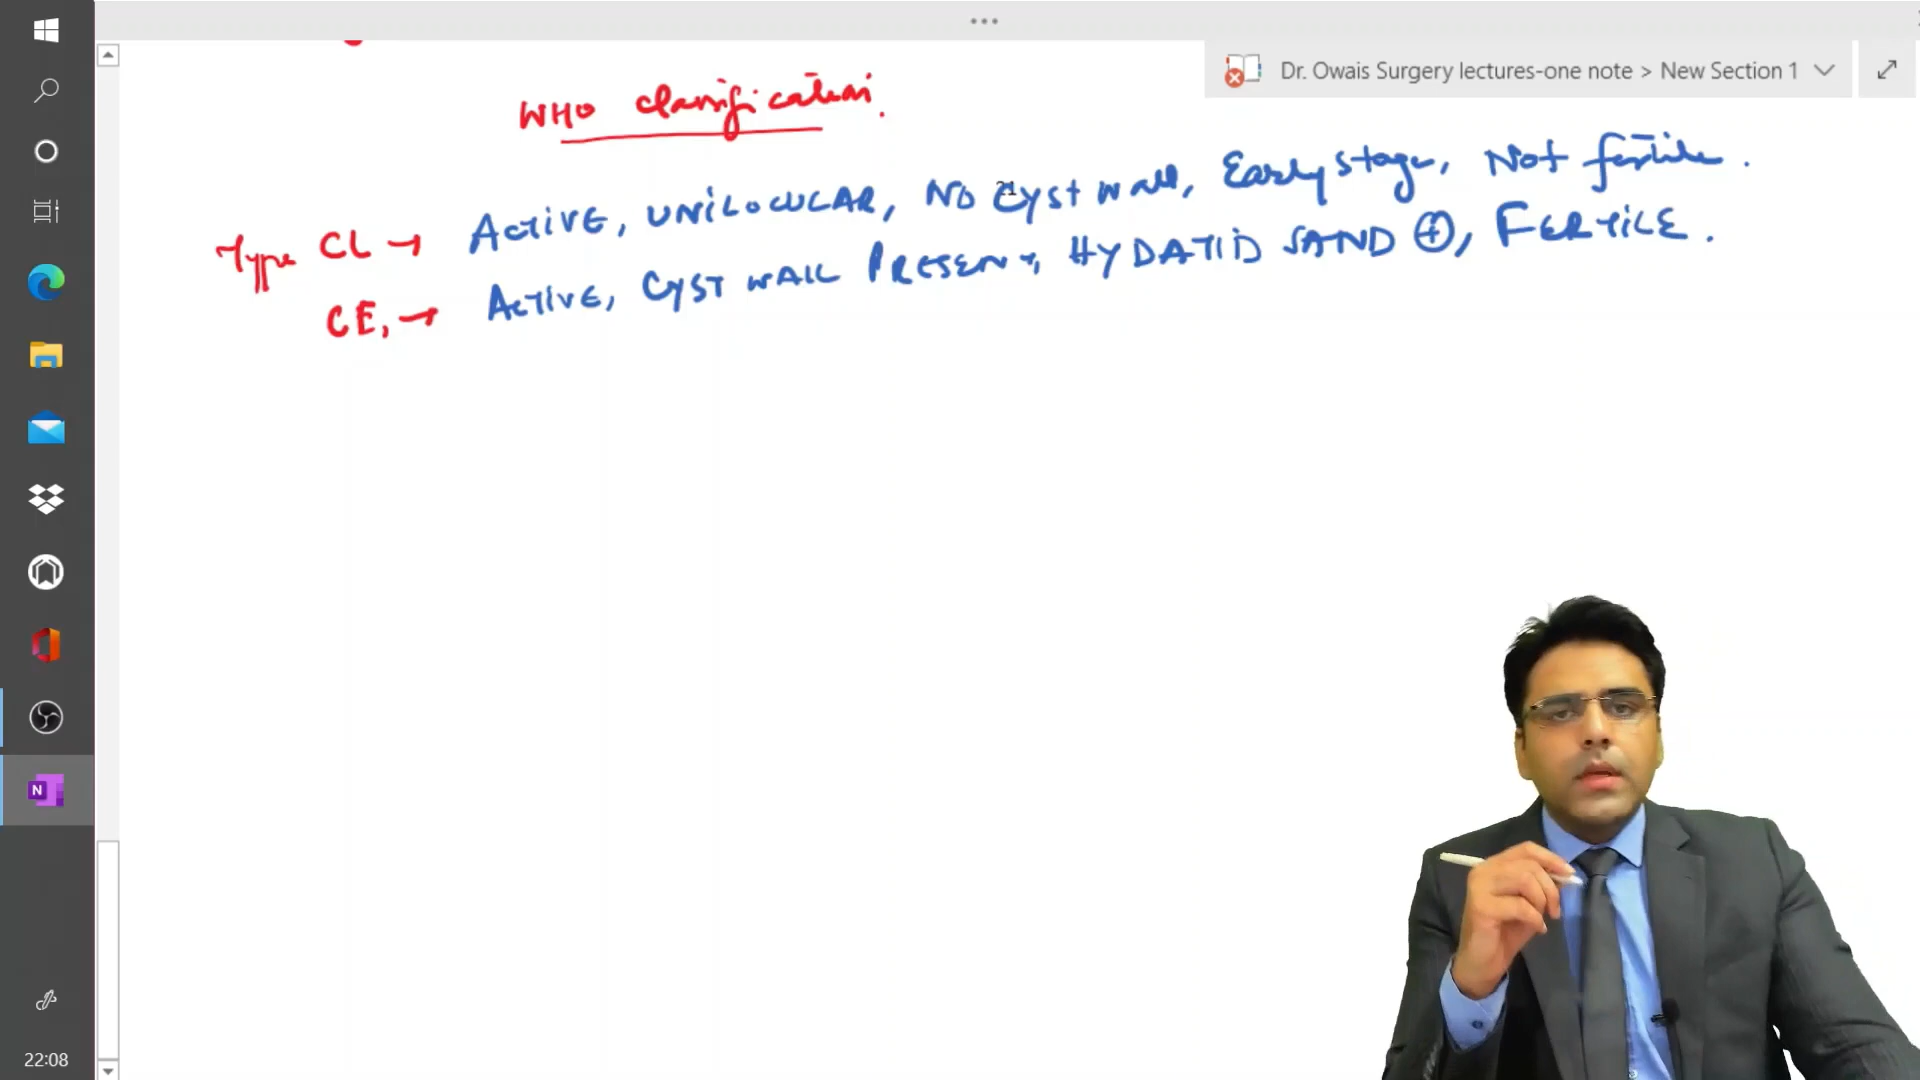 Dr. Owais Surgery lectures-one note > New Section 1
WHO classification.
Type CL → Active, UNILOCULAR, NO Cyst wall, Early stage, Not fertile.
21
CE, → Active, CYST WALL PRESENT, HYDATID SAND ⊕, FERTILE.
N
22:08